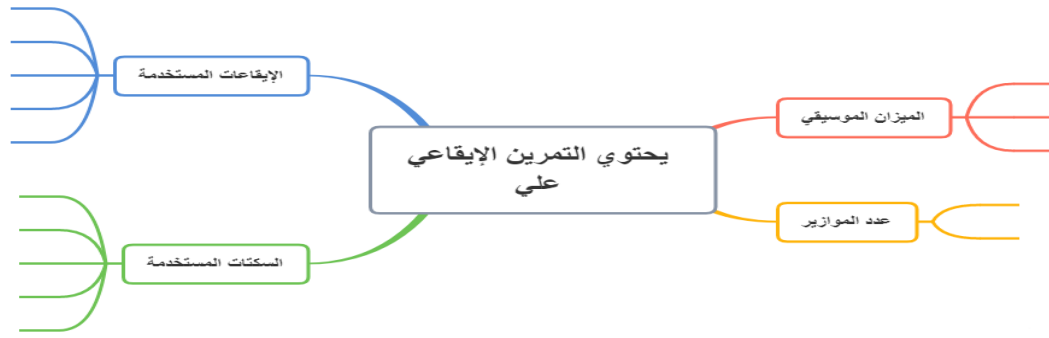 يحتوي التمرين الإيقاعي
علي
الميزان الموسيقي
عدد الموازير
الإيقاعات المستخدمة
السكتات المستخدمة